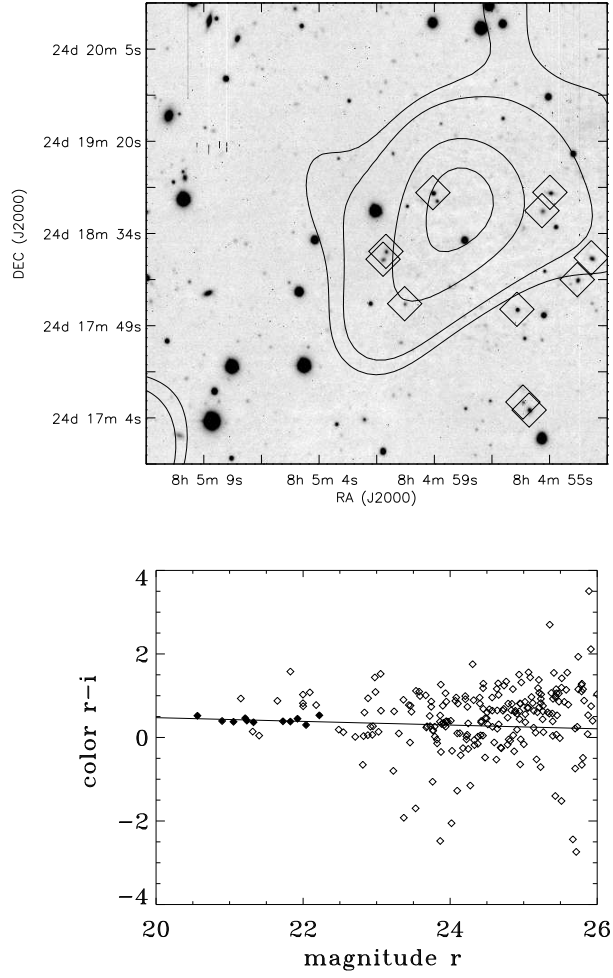 24d 20m 5s
24d 19m 20s
24d 18m 34s
24d 17m 49s
24d 17m 4s
DEC (J2000)
8h 5m 9s 8h 5m 4s 8h 4m 59s 8h 4m 55s
RA (J2000)
4
2
0
−2
−4
color r−i
20 22 24 26
magnitude r